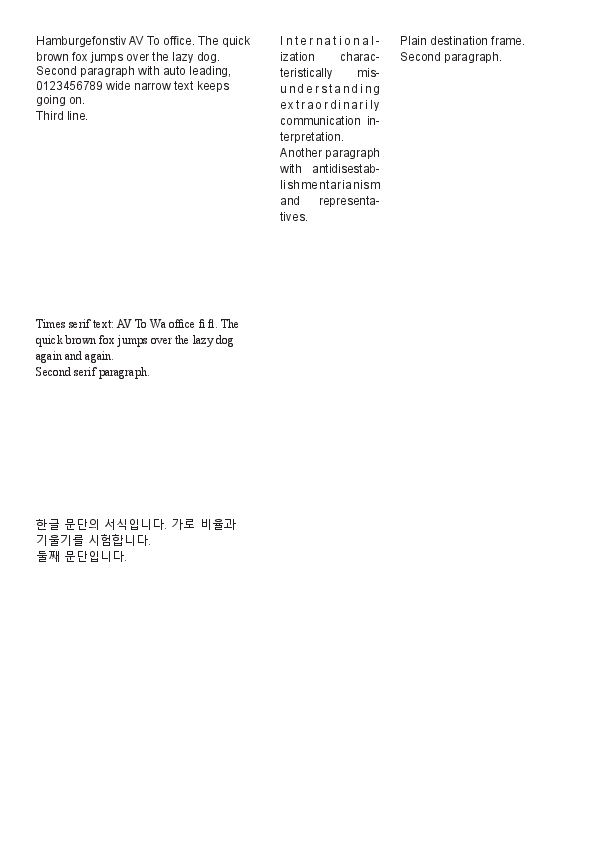 Hamburgefonstiv AV To office. The quick
brown fox jumps over the lazy dog.
Second paragraph with auto leading,
0123456789 wide narrow text keeps
going on.
Third line.
International-
ization charac-
teristically mis-
understanding
extraordinarily
communication in-
terpretation.
Another paragraph
with antidisestab-
lishmentarianism
and representa-
tives.
Plain destination frame.
Second paragraph.
Times serif text: AV To Wa office fi fl. The
quick brown fox jumps over the lazy dog
again and again.
Second serif paragraph.
한글 문단의 서식입니다. 가로 비율과
기울기를 시험합니다.
둘째 문단입니다.